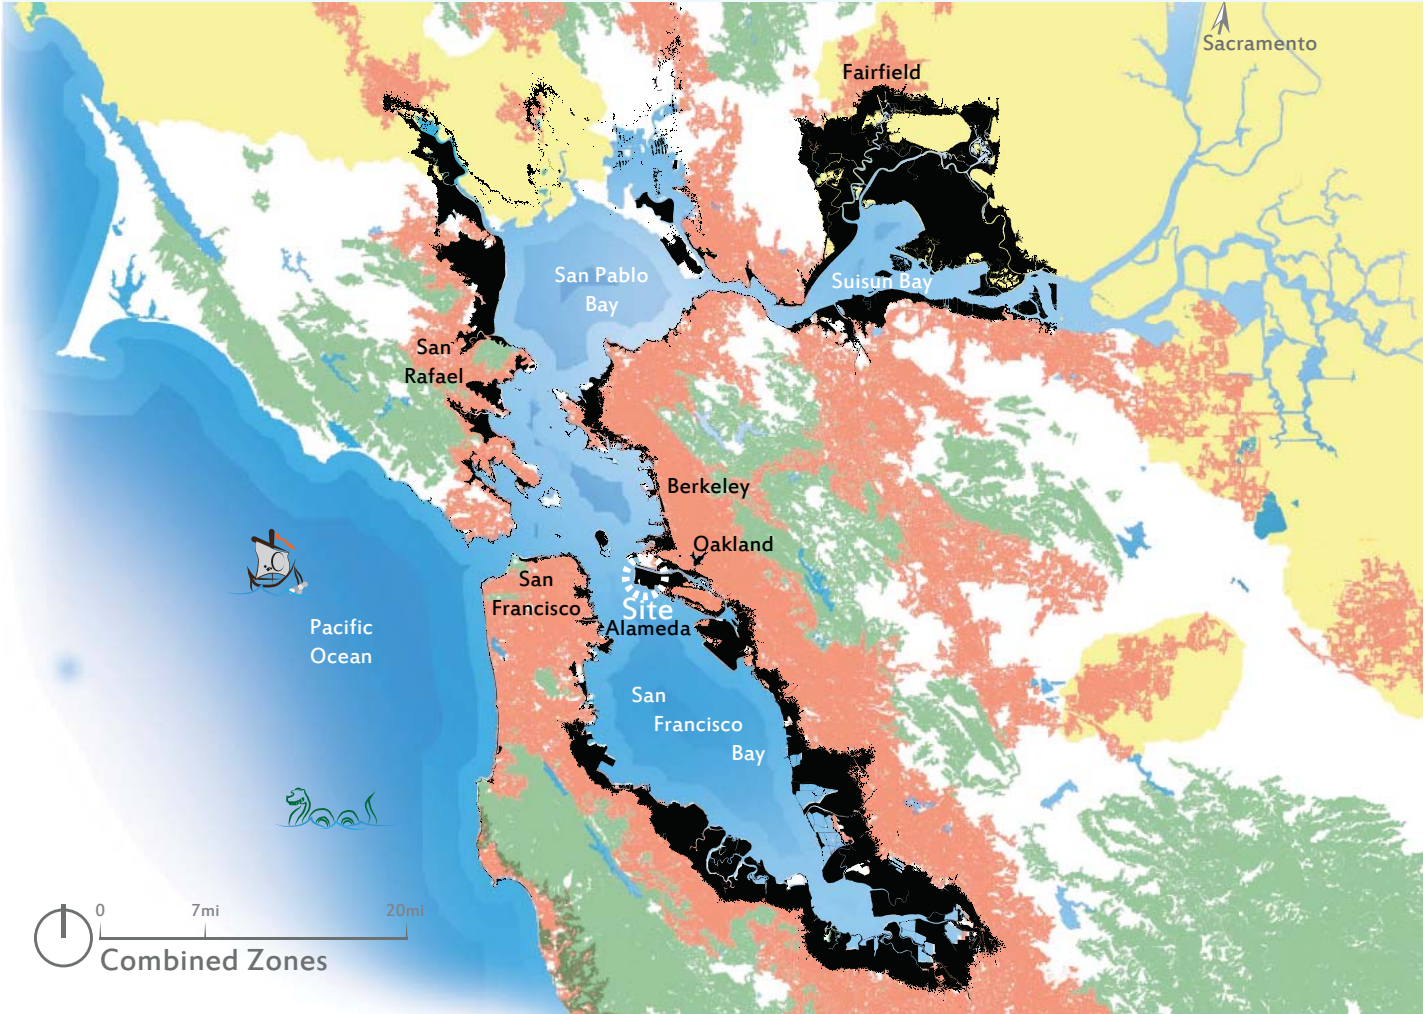 Sacramento
Fairfield
San Pablo
Bay
Suisun Bay
San
Rafael
Berkeley
Oakland
San
Francisco
Site
Alameda
Pacific
Ocean
San
Francisco
Bay
0 7mi 20mi
Combined Zones